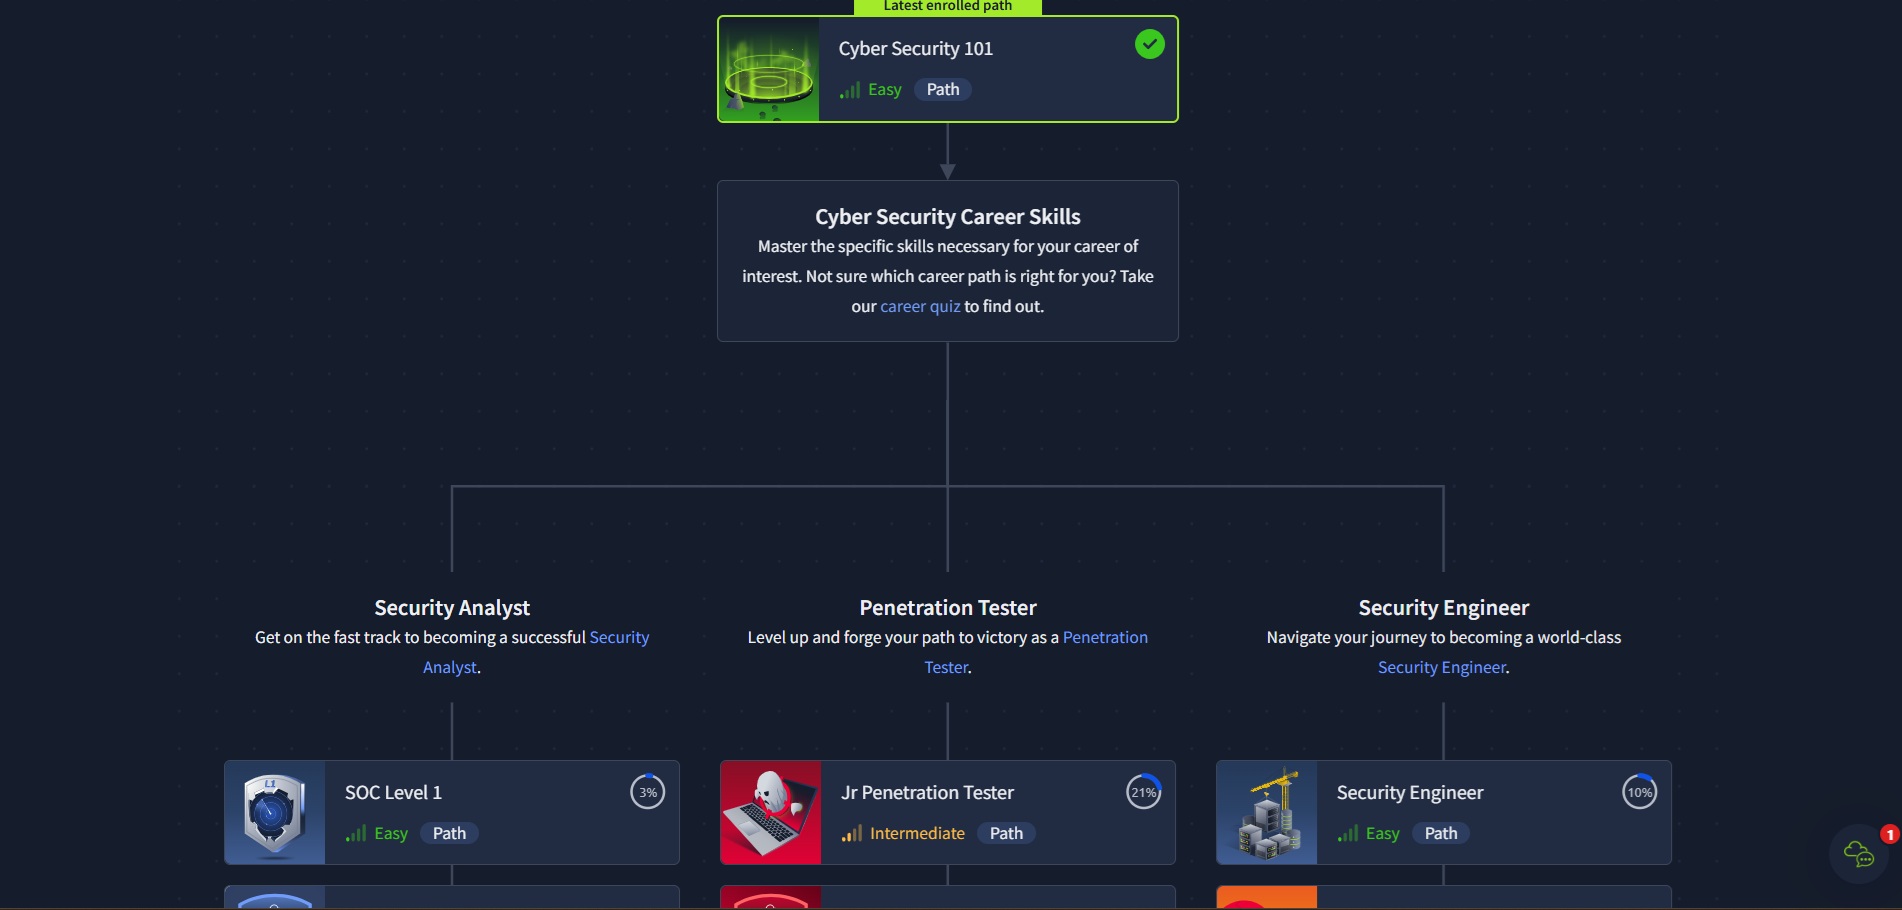 Latest enrolled path
Cyber Security 101
Easy
Path
Cyber Security Career Skills
Master the specific skills necessary for your career of
interest. Not sure which career path is right for you? Take
our career quiz to find out.
Security Analyst
Get on the fast track to becoming a successful Security
Analyst.
Penetration Tester
Level up and forge your path to victory as a Penetration
Tester.
Security Engineer
Navigate your journey to becoming a world-class
Security Engineer.
L1
SOC Level 1
3%
Easy
Path
Jr Penetration Tester
21%
Intermediate
Path
Security Engineer
10%
Easy
Path
1